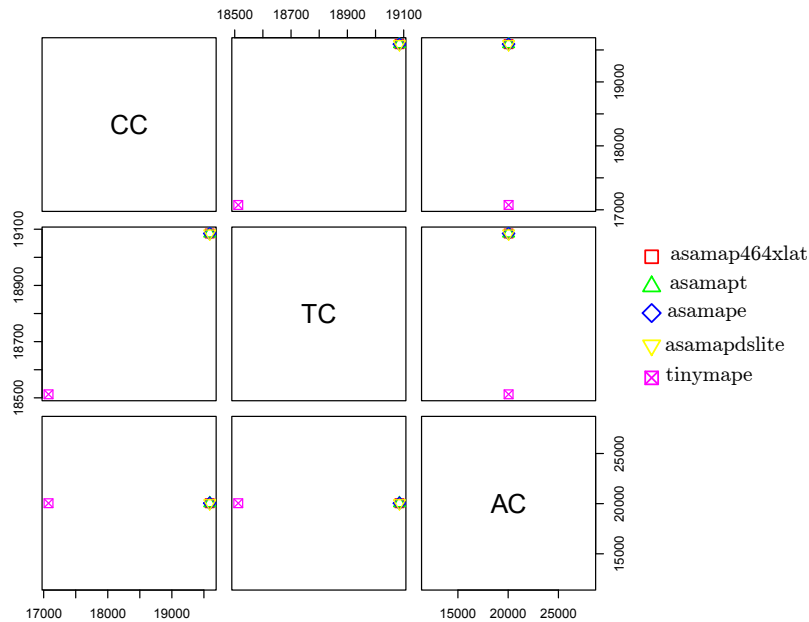 18500 18700 18900 19100
CC
17000 18000 19000
18500 18700 18900 19100
TC
asamap464xlat
asamapt
asamape
asamapdslite
tinymape
AC
15000 20000 25000
17000 18000 19000
15000 20000 25000